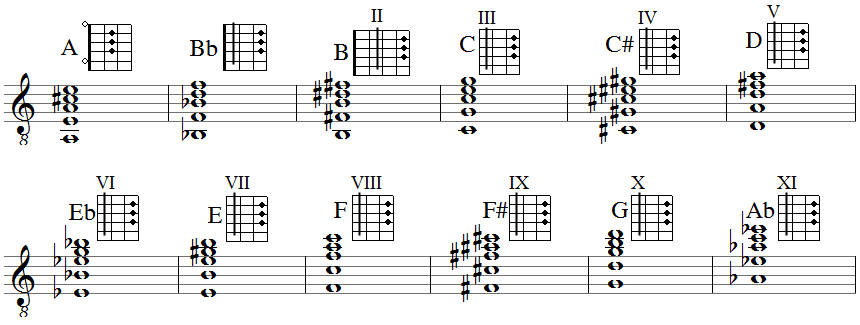 II III IV V
A Bb B C C# D
8 
VI VII VIII IX X XI
Eb E F F# G Ab
8